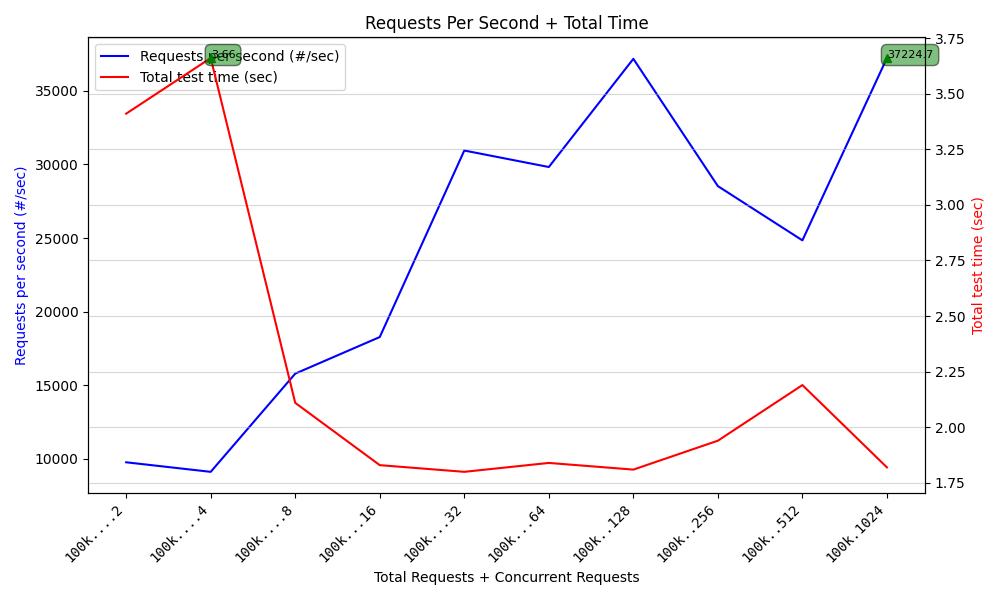 Requests Per Second + Total Time
Requests per second (#/sec)
Total test time (sec)
3.66
37224.7
35000
30000
25000
20000
15000
10000
Requests per second (#/sec)
3.75
3.50
3.25
3.00
2.75
2.50
2.25
2.00
1.75
Total test time (sec)
100k....2
100k....4
100k....8
100k...16
100k...32
100k...64
100k..128
100k..256
100k..512
100k.1024
Total Requests + Concurrent Requests